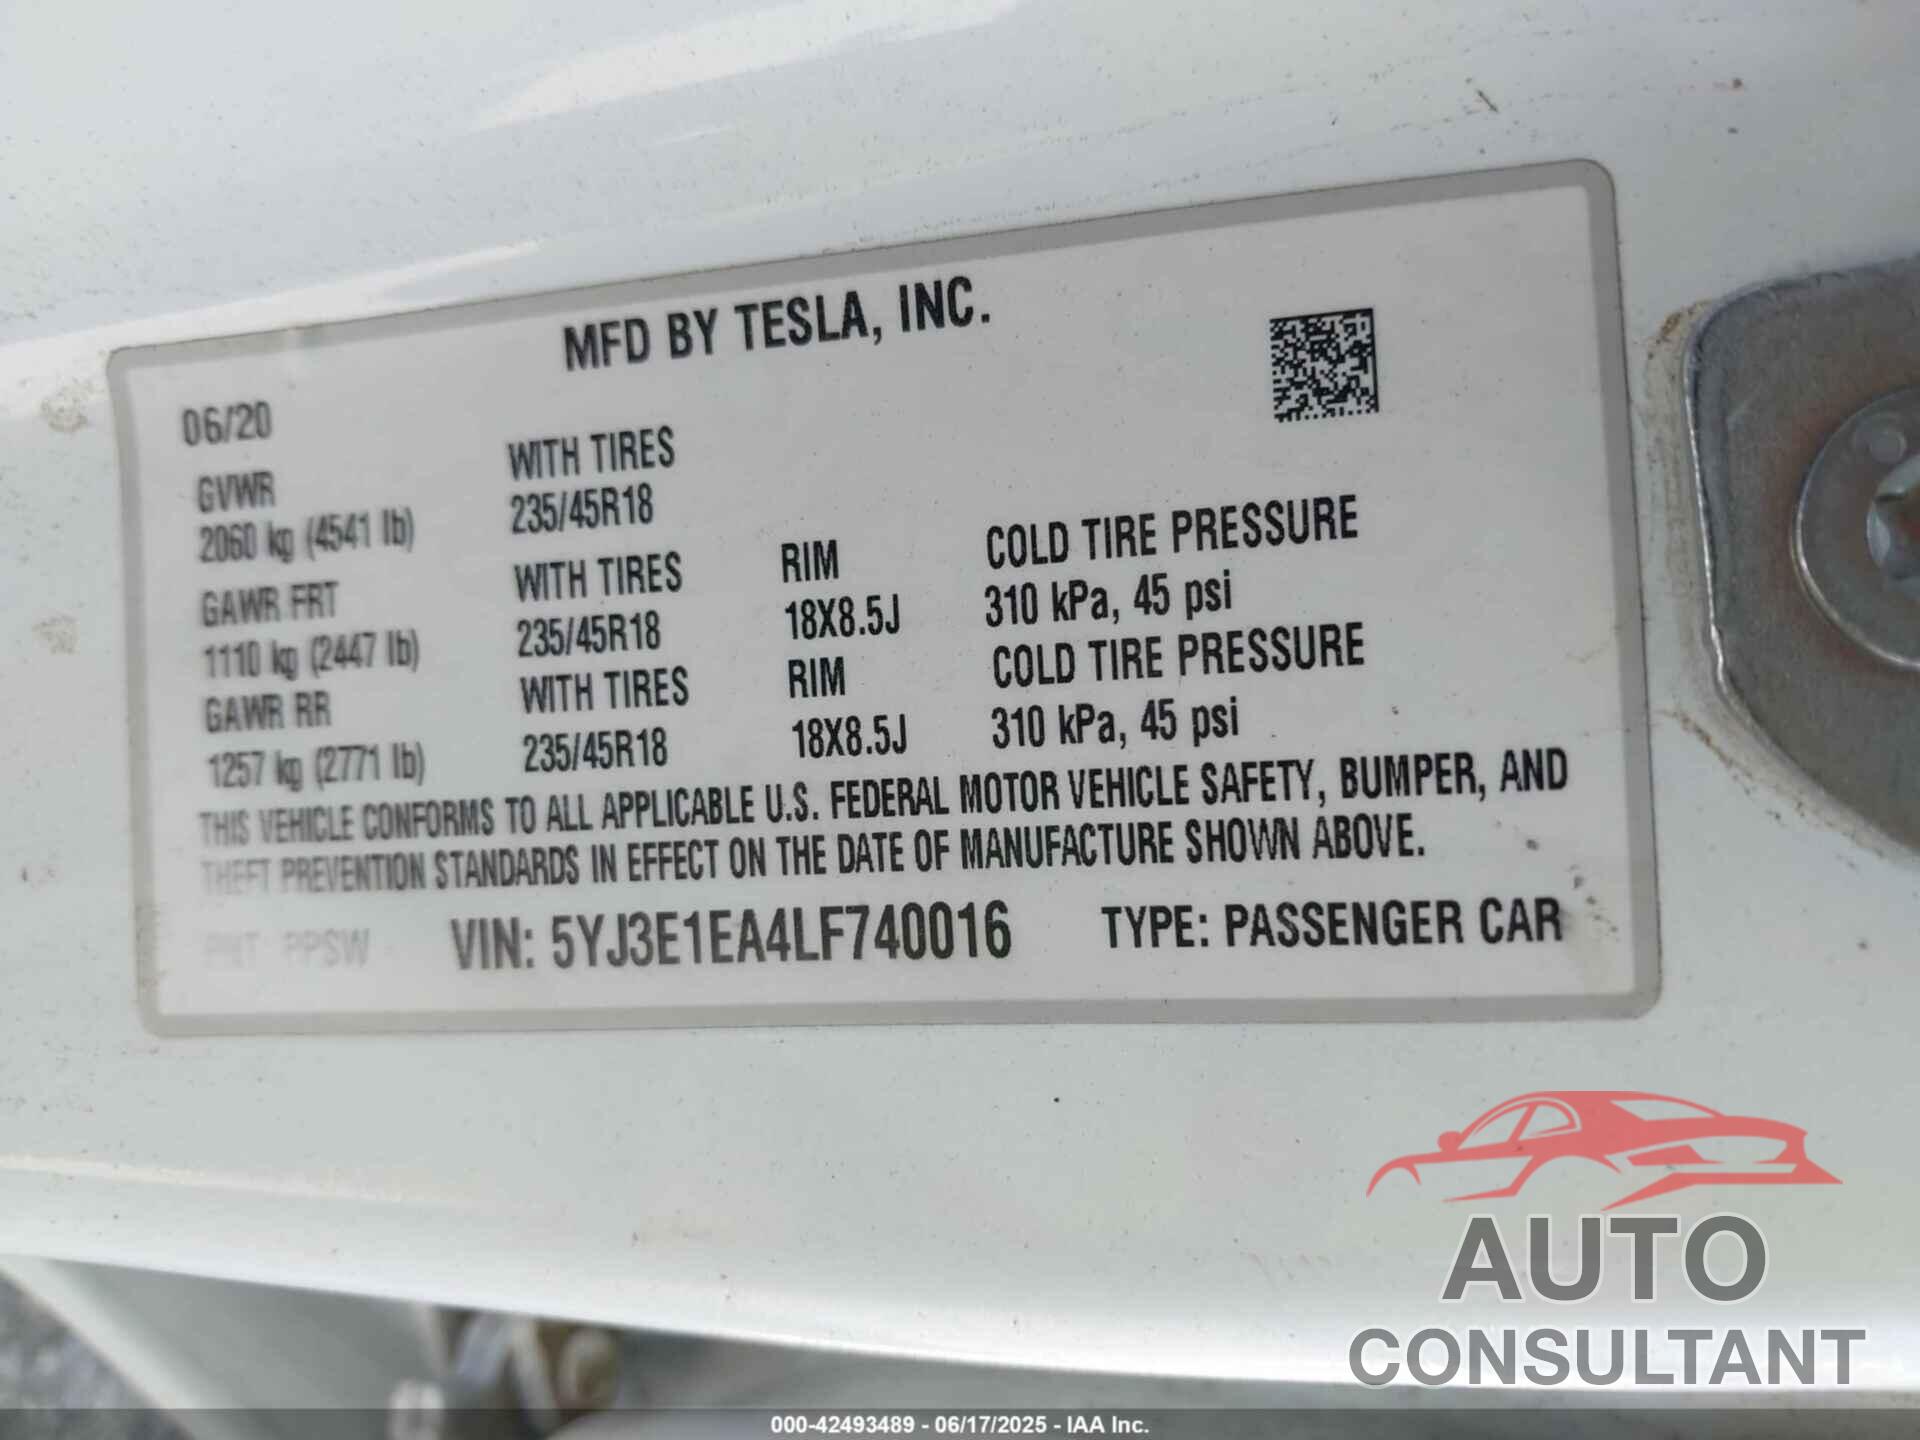 MFD BY TESLA, INC.
06/20
GVWR
2060 kg (4541 lb)
WITH TIRES
235/45R18
GAWR FRT
1110 kg (2447 lb)
WITH TIRES
235/45R18
RIM
18X8.5J
COLD TIRE PRESSURE
310 kPa, 45 psi
GAWR RR
1257 kg (2771 lb)
WITH TIRES
235/45R18
RIM
18X8.5J
COLD TIRE PRESSURE
310 kPa, 45 psi
THIS VEHICLE CONFORMS TO ALL APPLICABLE U.S. FEDERAL MOTOR VEHICLE SAFETY, BUMPER, AND
THEFT PREVENTION STANDARDS IN EFFECT ON THE DATE OF MANUFACTURE SHOWN ABOVE.
PNT: PPSW VIN: 5YJ3E1EA4LF740016 TYPE: PASSENGER CAR
AUTO
CONSULTANT
000-42493489 - 06/17/2025 - IAA Inc.